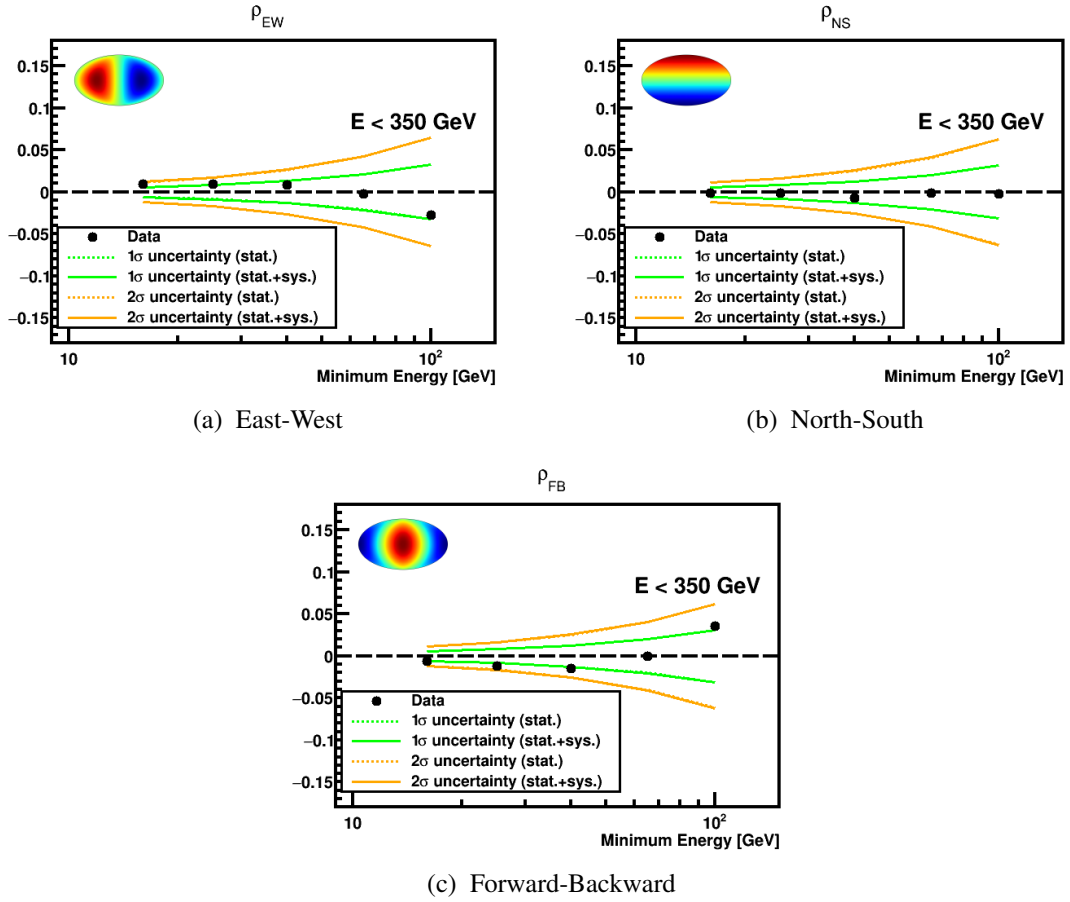 ρEW
0.15
0.1
0.05
0
−0.05
−0.1
−0.15
E < 350 GeV
Data
1σ uncertainty (stat.)
1σ uncertainty (stat.+sys.)
2σ uncertainty (stat.)
2σ uncertainty (stat.+sys.)
10
10²
Minimum Energy [GeV]
(a) East-West
ρNS
0.15
0.1
0.05
0
−0.05
−0.1
−0.15
E < 350 GeV
Data
1σ uncertainty (stat.)
1σ uncertainty (stat.+sys.)
2σ uncertainty (stat.)
2σ uncertainty (stat.+sys.)
10
10²
Minimum Energy [GeV]
(b) North-South
ρFB
0.15
0.1
0.05
0
−0.05
−0.1
−0.15
E < 350 GeV
Data
1σ uncertainty (stat.)
1σ uncertainty (stat.+sys.)
2σ uncertainty (stat.)
2σ uncertainty (stat.+sys.)
10
10²
Minimum Energy [GeV]
(c) Forward-Backward